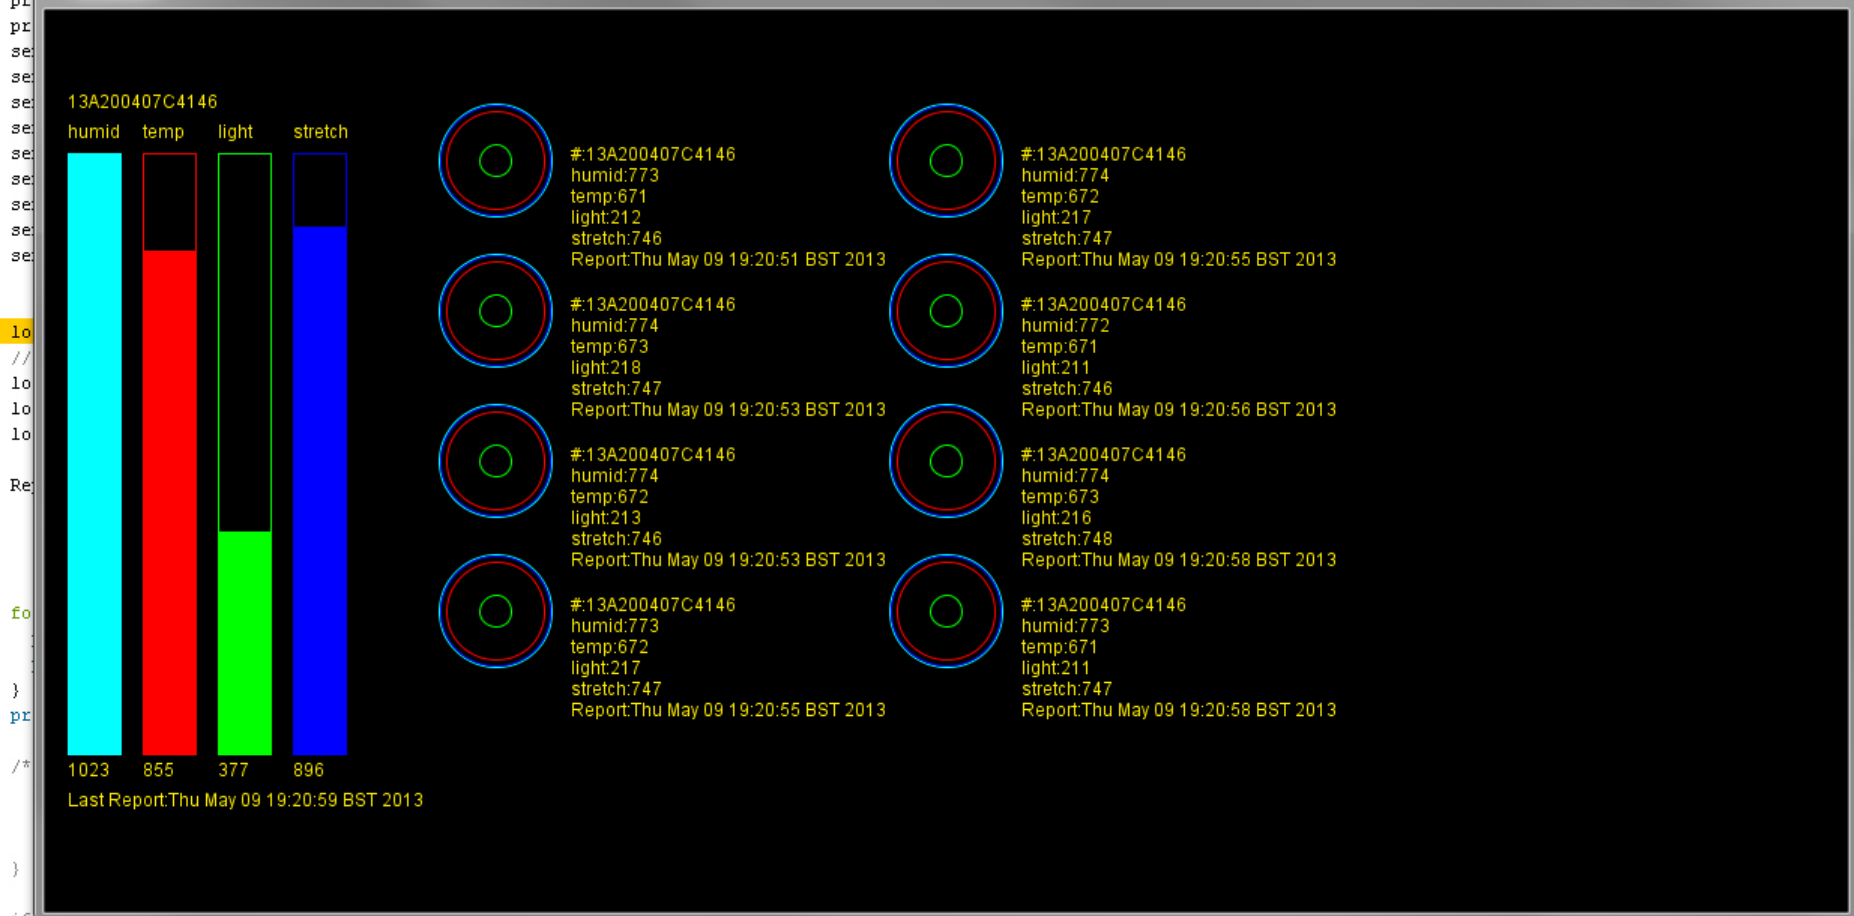 13A200407C4146
humid temp light stretch
1023 855 377 896
Last Report:Thu May 09 19:20:59 BST 2013
#:13A200407C4146
humid:773
temp:671
light:212
stretch:746
Report:Thu May 09 19:20:51 BST 2013
#:13A200407C4146
humid:774
temp:673
light:218
stretch:747
Report:Thu May 09 19:20:53 BST 2013
#:13A200407C4146
humid:774
temp:672
light:213
stretch:746
Report:Thu May 09 19:20:53 BST 2013
#:13A200407C4146
humid:773
temp:672
light:217
stretch:747
Report:Thu May 09 19:20:55 BST 2013
#:13A200407C4146
humid:774
temp:672
light:217
stretch:747
Report:Thu May 09 19:20:55 BST 2013
#:13A200407C4146
humid:772
temp:671
light:211
stretch:746
Report:Thu May 09 19:20:56 BST 2013
#:13A200407C4146
humid:774
temp:673
light:216
stretch:748
Report:Thu May 09 19:20:58 BST 2013
#:13A200407C4146
humid:773
temp:671
light:211
stretch:747
Report:Thu May 09 19:20:58 BST 2013